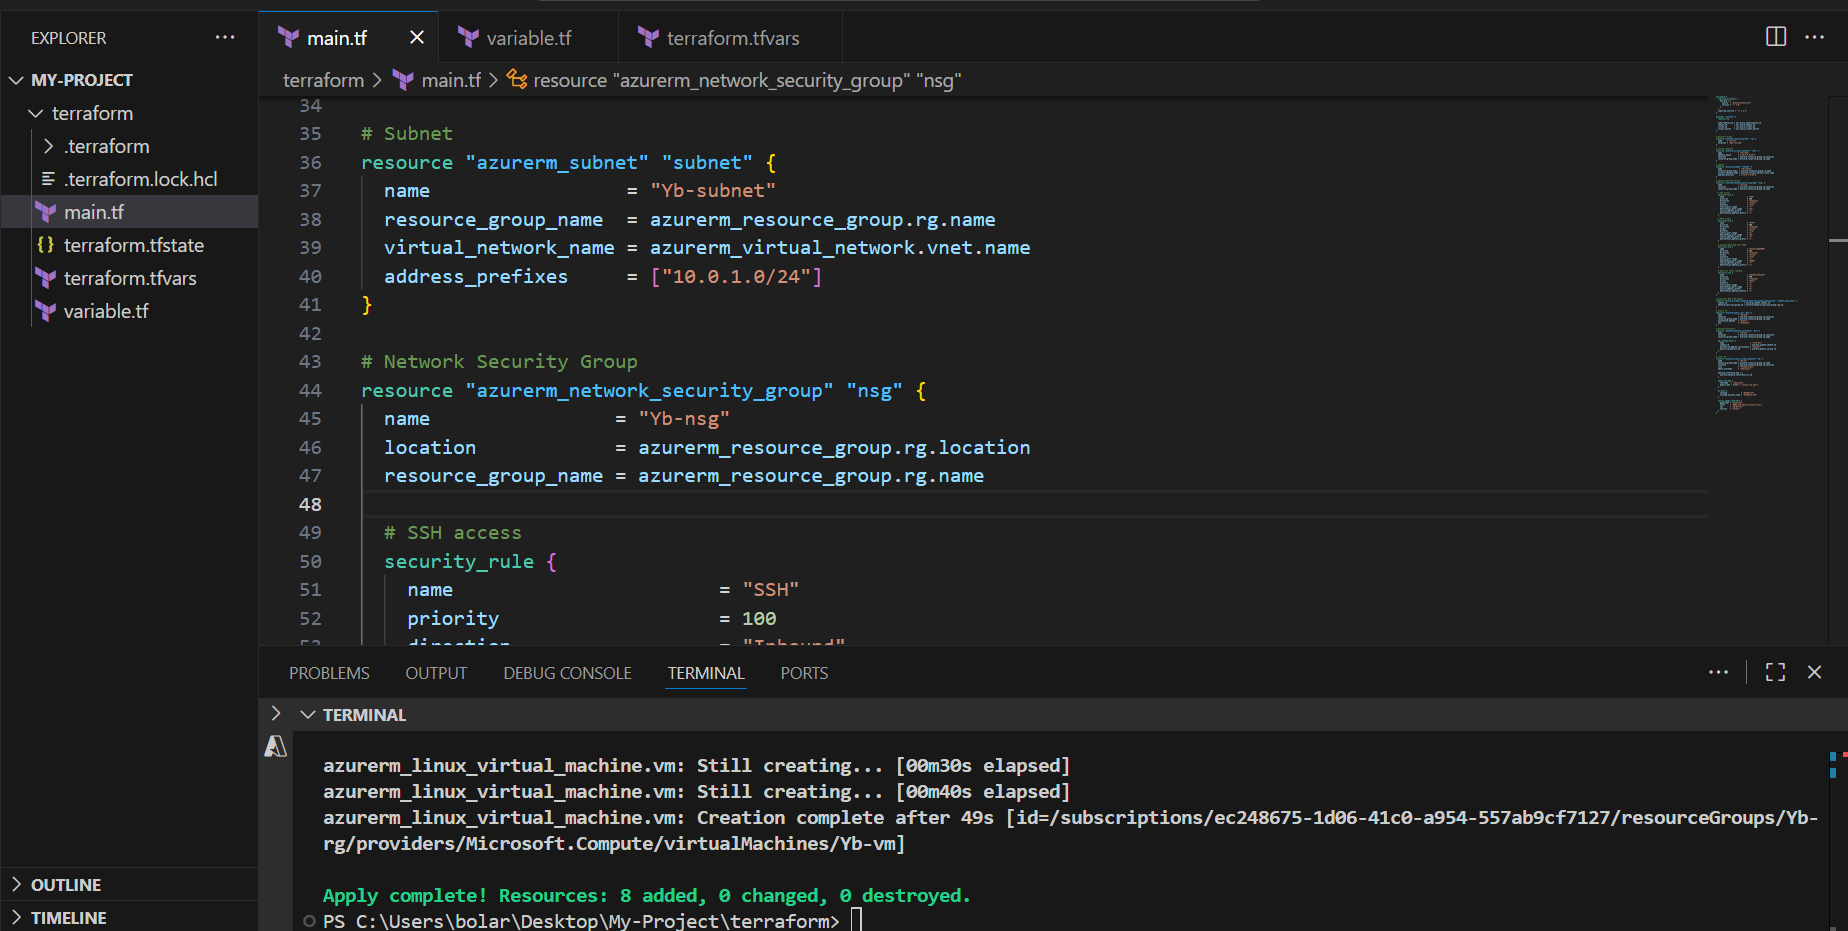 EXPLORER ···
MY-PROJECT
terraform
.terraform
.terraform.lock.hcl
main.tf
{} terraform.tfstate
terraform.tfvars
variable.tf
OUTLINE
TIMELINE
main.tf
variable.tf
terraform.tfvars
terraform > main.tf > resource "azurerm_network_security_group" "nsg"
34
35 # Subnet
36 resource "azurerm_subnet" "subnet" {
37 name = "Yb-subnet"
38 resource_group_name = azurerm_resource_group.rg.name
39 virtual_network_name = azurerm_virtual_network.vnet.name
40 address_prefixes = ["10.0.1.0/24"]
41 }
42
43 # Network Security Group
44 resource "azurerm_network_security_group" "nsg" {
45 name = "Yb-nsg"
46 location = azurerm_resource_group.rg.location
47 resource_group_name = azurerm_resource_group.rg.name
48
49 # SSH access
50 security_rule {
51 name = "SSH"
52 priority = 100
53 direction = "Inbound"
PROBLEMS OUTPUT DEBUG CONSOLE TERMINAL PORTS
TERMINAL
azurerm_linux_virtual_machine.vm: Still creating... [00m30s elapsed]
azurerm_linux_virtual_machine.vm: Still creating... [00m40s elapsed]
azurerm_linux_virtual_machine.vm: Creation complete after 49s [id=/subscriptions/ec248675-1d06-41c0-a954-557ab9cf7127/resourceGroups/Yb-
rg/providers/Microsoft.Compute/virtualMachines/Yb-vm]
Apply complete! Resources: 8 added, 0 changed, 0 destroyed.
PS C:\Users\bolar\Desktop\My-Project\terraform>